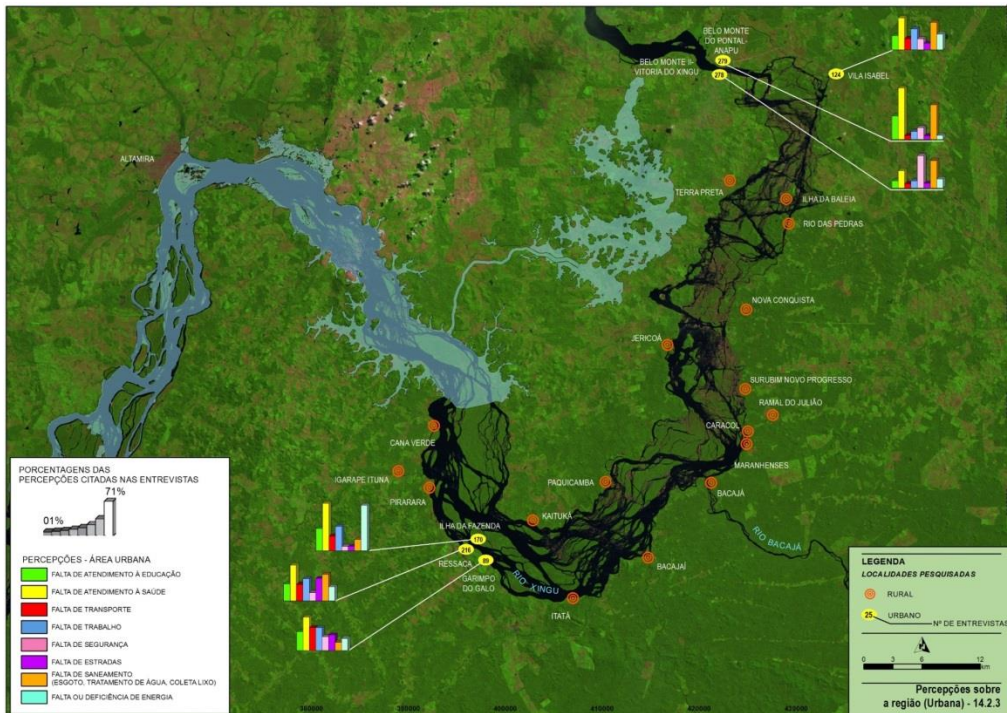 BELO MONTE
DO PONTAL-
ANAPU
279
BELO MONTE II-
VITORIA DO XINGU
278
124
VILA ISABEL
ALTAMIRA
TERRA PRETA
ILHA DA BALEIA
RIO DAS PEDRAS
NOVA CONQUISTA
JERICOÁ
SURUBIM NOVO PROGRESSO
RAMAL DO JULIÃO
CARACOL
MARANHENSES
CANA VERDE
IGARAPE ITUNA
PIRARARA
PAQUICAMBA
BACAJÁ
KAITUKÁ
ILHA DA FAZENDA
170
216
RESSACA
89
GARIMPO
DO GALO
RIO XINGU
RIO BACAJÁ
BACAJAÍ
ITATÁ
PORCENTAGENS DAS
PERCEPÇÕES CITADAS NAS ENTREVISTAS
71%
01%
PERCEPÇÕES - ÁREA URBANA
FALTA DE ATENDIMENTO À EDUCAÇÃO
FALTA DE ATENDIMENTO À SAÚDE
FALTA DE TRANSPORTE
FALTA DE TRABALHO
FALTA DE SEGURANÇA
FALTA DE ESTRADAS
FALTA DE SANEAMENTO
(ESGOTO, TRATAMENTO DE ÁGUA, COLETA LIXO)
FALTA OU DEFICIÊNCIA DE ENERGIA
LEGENDA
LOCALIDADES PESQUISADAS
RURAL
25
URBANO
Nº DE ENTREVISTAS
0 3 6 12
km
Percepções sobre
a região (Urbana) - 14.2.3
400000 410000 420000